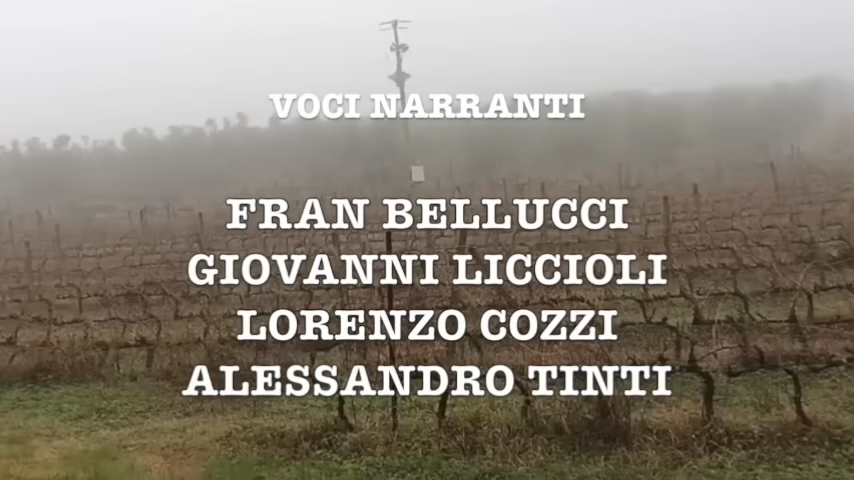 VOCI NARRANTI
FRAN BELLUCCI
GIOVANNI LICCIOLI
LORENZO COZZI
ALESSANDRO TINTI